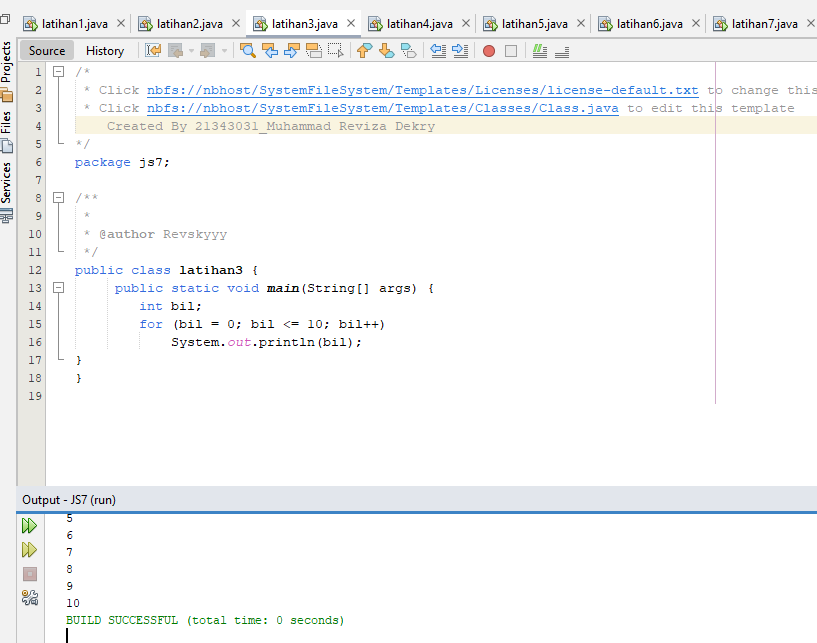 latihan1.java latihan2.java latihan3.java latihan4.java latihan5.java latihan6.java latihan7.java
Projects
Files
Services
Source History
1 /*
2 * Click nbfs://nbhost/SystemFileSystem/Templates/Licenses/license-default.txt to change this
3 * Click nbfs://nbhost/SystemFileSystem/Templates/Classes/Class.java to edit this template
4 Created By 21343031_Muhammad Reviza Dekry
5 */
6 package js7;
7
8 /**
9 *
10 * @author Revskyyy
11 */
12 public class latihan3 {
13 public static void main(String[] args) {
14 int bil;
15 for (bil = 0; bil <= 10; bil++)
16 System.out.println(bil);
17 }
18 }
19
Output - JS7 (run)
5
6
7
8
9
10
BUILD SUCCESSFUL (total time: 0 seconds)